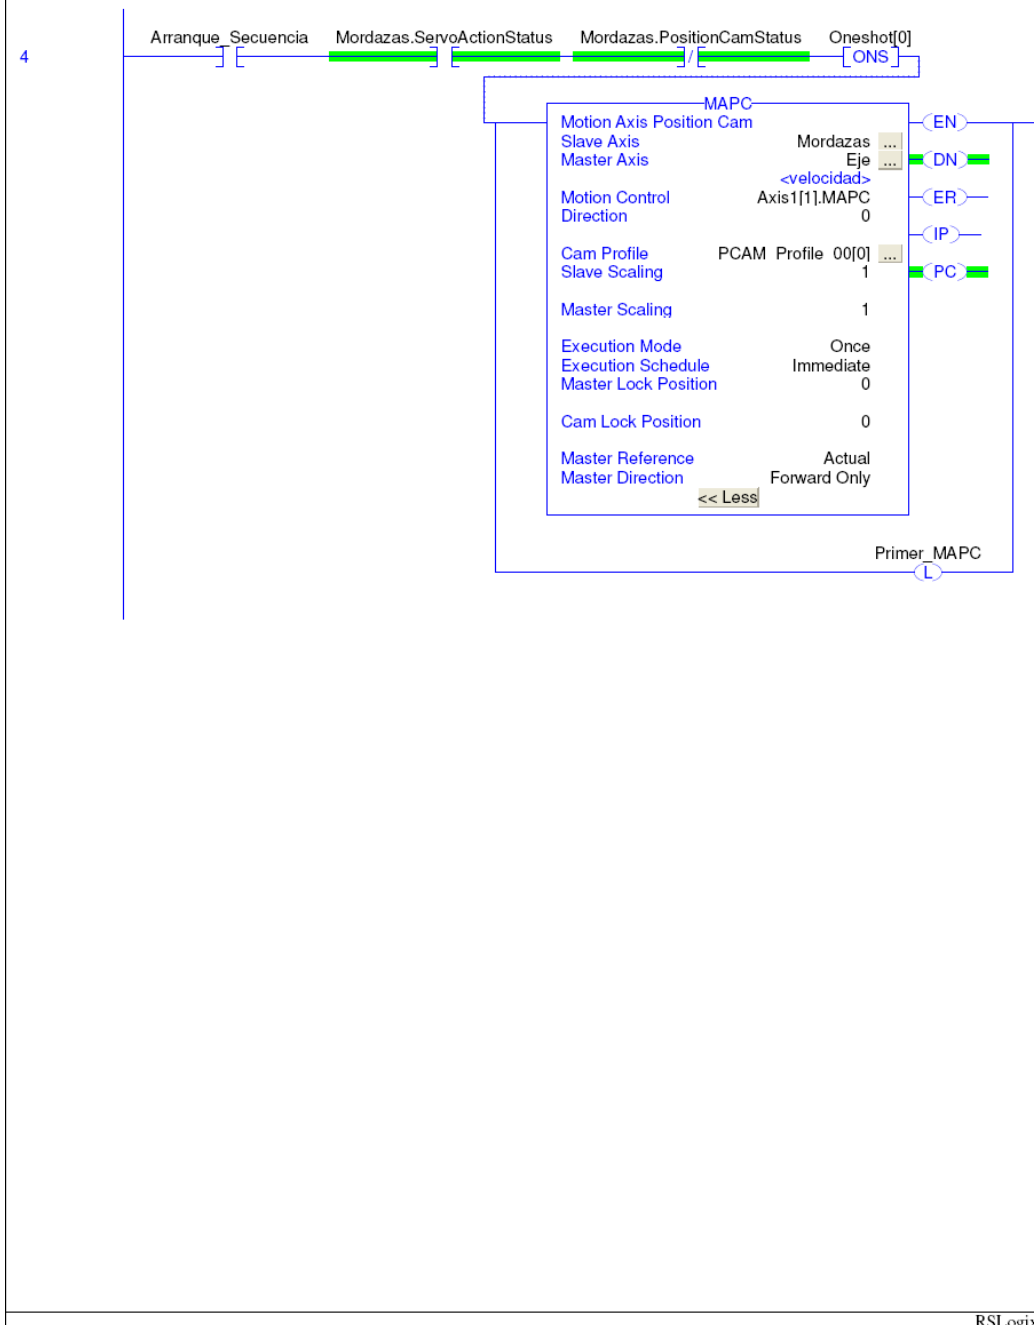 Arranque_Secuencia Mordazas.ServoActionStatus Mordazas.PositionCamStatus Oneshot[0]
4 / ONS
MAPC
Motion Axis Position Cam EN
Slave Axis Mordazas ...
Master Axis Eje ... DN
<velocidad>
Motion Control Axis1[1].MAPC ER
Direction 0
IP
Cam Profile PCAM_Profile_00[0] ...
Slave Scaling 1 PC
Master Scaling 1
Execution Mode Once
Execution Schedule Immediate
Master Lock Position 0
Cam Lock Position 0
Master Reference Actual
Master Direction Forward Only
<< Less
Primer_MAPC
L
RSLogix